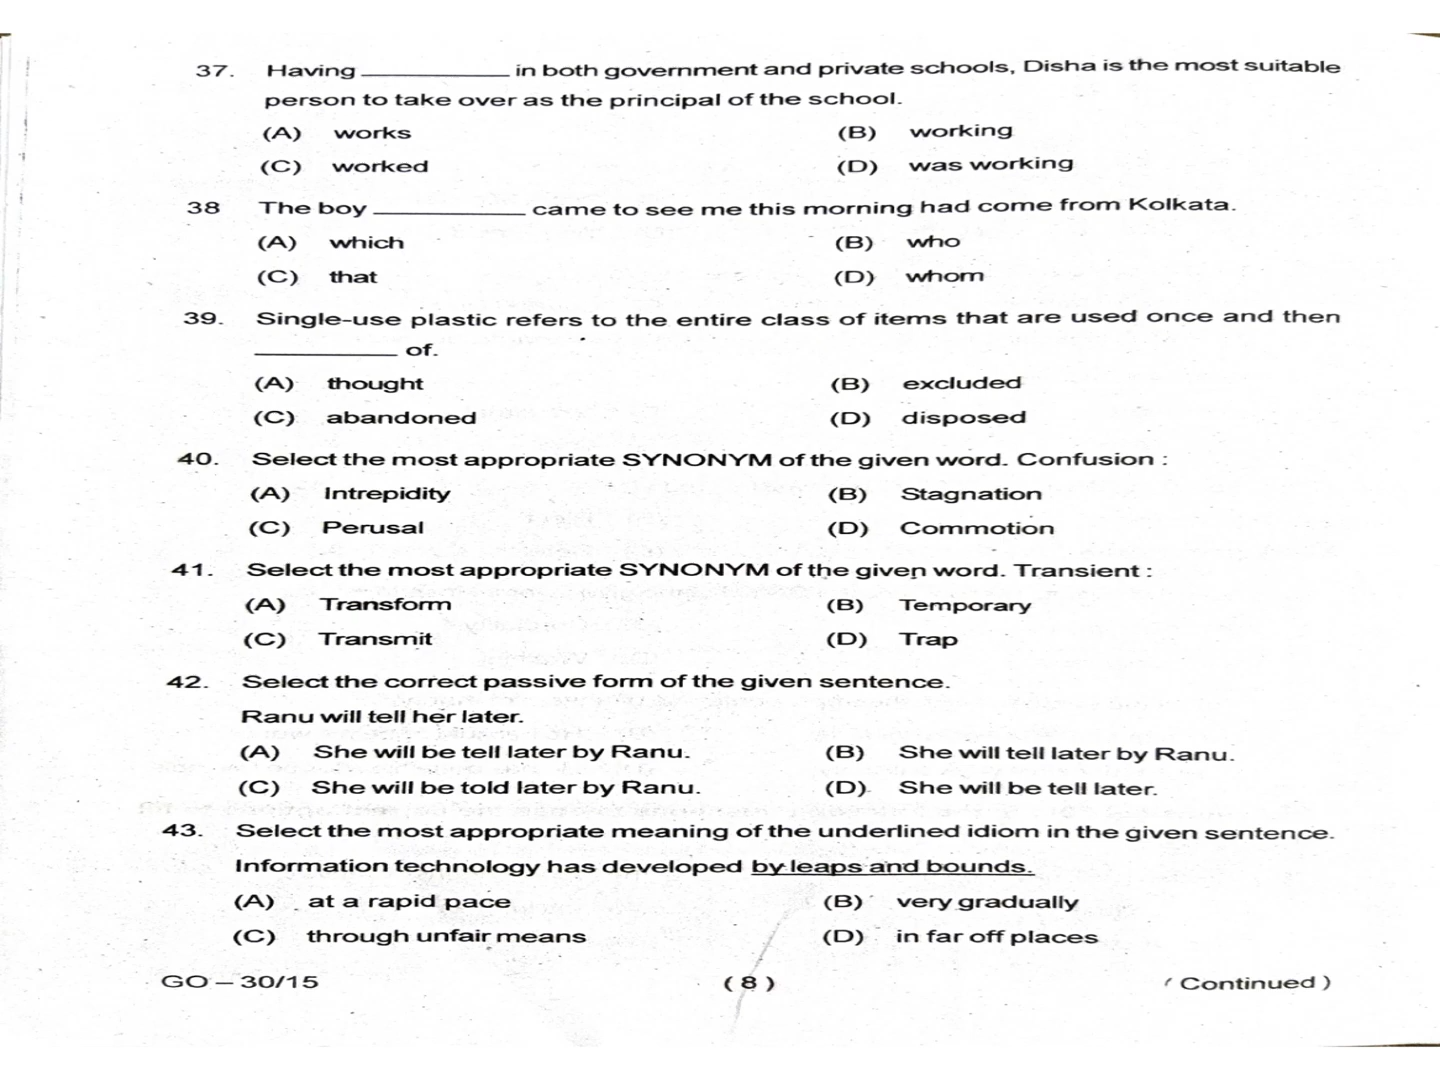 37. Having __________ in both government and private schools, Disha is the most suitable
person to take over as the principal of the school.
(A) works (B) working
(C) worked (D) was working
38 The boy __________ came to see me this morning had come from Kolkata.
(A) which (B) who
(C) that (D) whom
39. Single-use plastic refers to the entire class of items that are used once and then
__________ of.
(A) thought (B) excluded
(C) abandoned (D) disposed
40. Select the most appropriate SYNONYM of the given word. Confusion :
(A) Intrepidity (B) Stagnation
(C) Perusal (D) Commotion
41. Select the most appropriate SYNONYM of the given word. Transient :
(A) Transform (B) Temporary
(C) Transmit (D) Trap
42. Select the correct passive form of the given sentence.
Ranu will tell her later.
(A) She will be tell later by Ranu. (B) She will tell later by Ranu.
(C) She will be told later by Ranu. (D) She will be tell later.
43. Select the most appropriate meaning of the underlined idiom in the given sentence.
Information technology has developed by leaps and bounds.
(A) at a rapid pace (B) very gradually
(C) through unfair means (D) in far off places
GO – 30/15 ( 8 ) ( Continued )